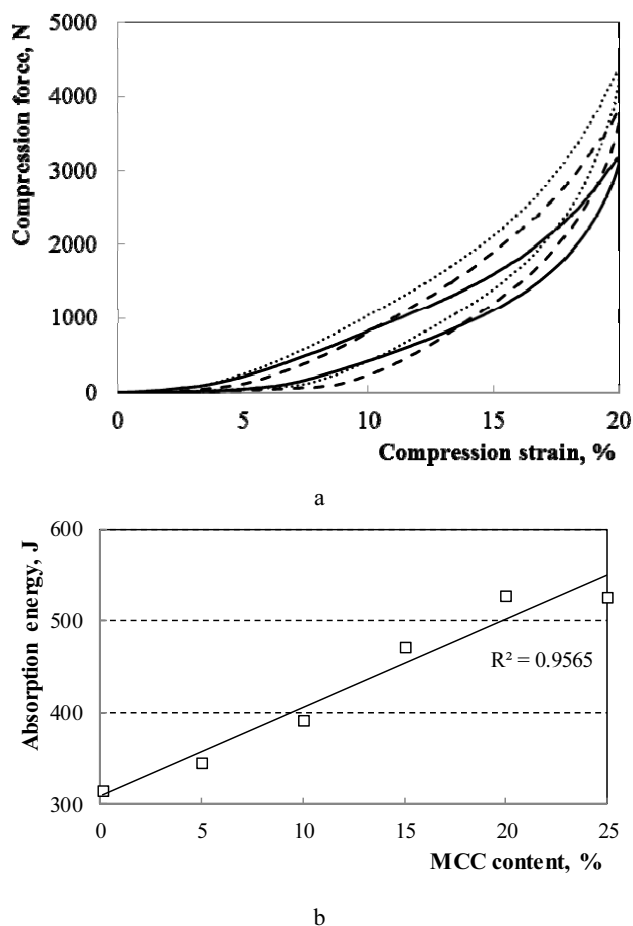 5000
4000
3000
2000
1000
0
Compression force, N
0 5 10 15 20
Compression strain, %
a
600
500
400
300
Absorption energy, J
R² = 0.9565
0 5 10 15 20 25
MCC content, %
b